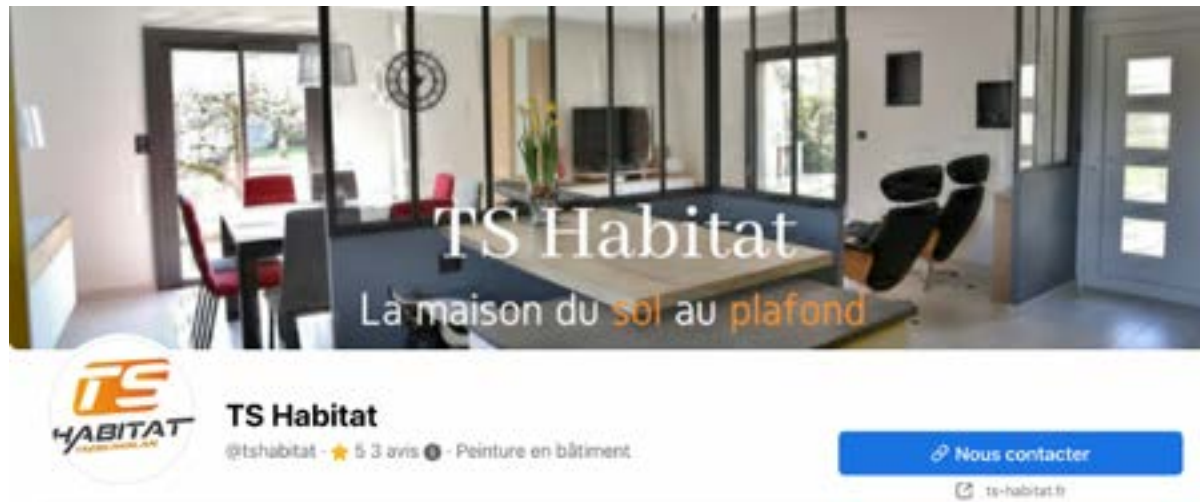 TS Habitat
La maison du sol au plafond
TS
HABITAT
TS Habitat
@tshabitat · 5 3 avis · Peinture en bâtiment
Nous contacter
ts-habitat.fr